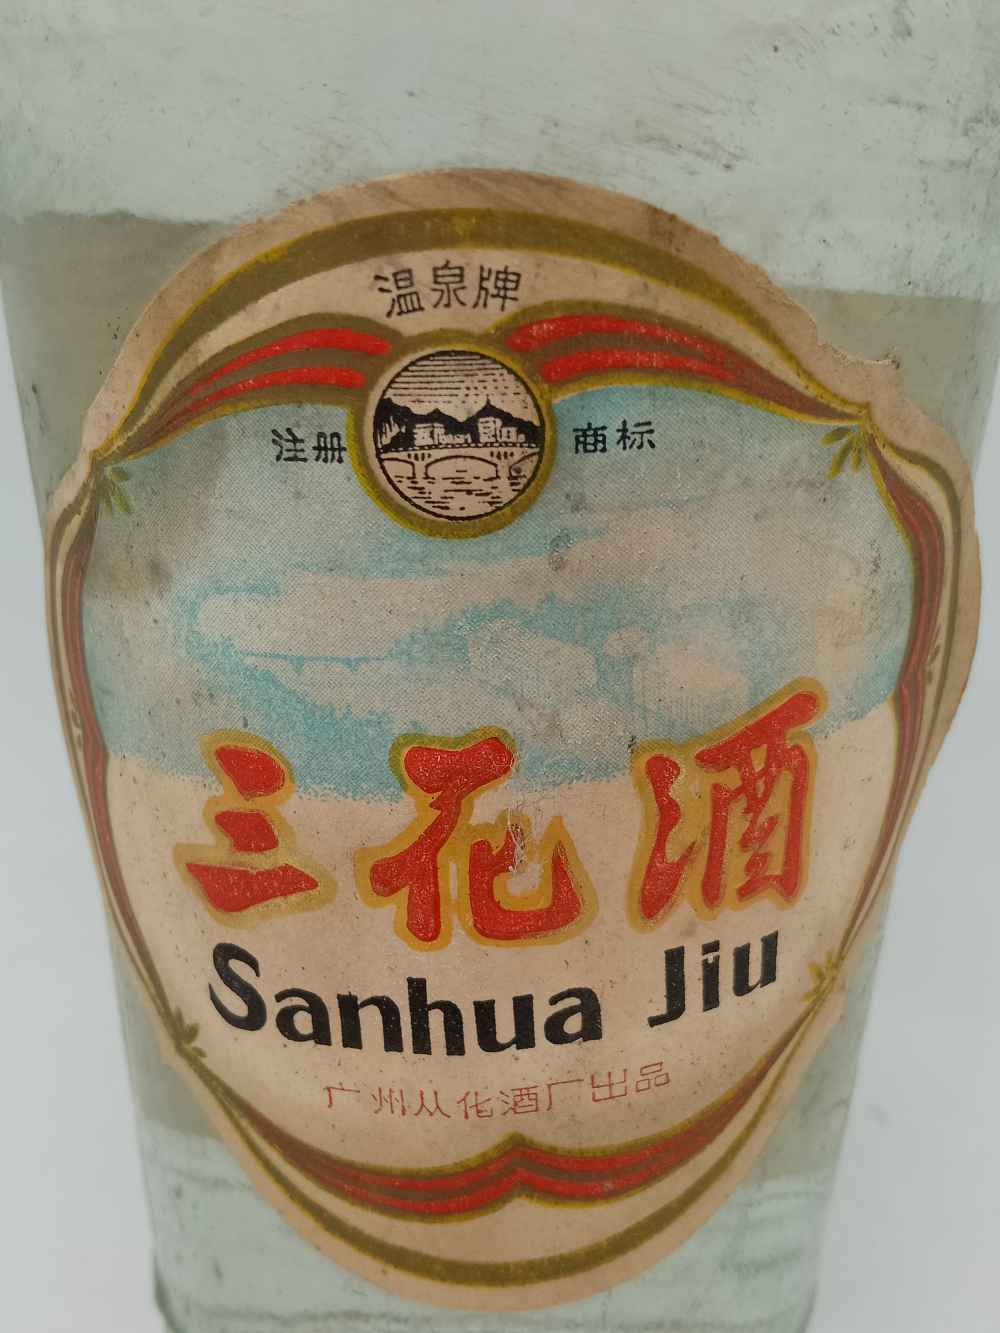 温泉牌
注册 商标
三花酒
Sanhua Jiu
广州从化酒厂出品